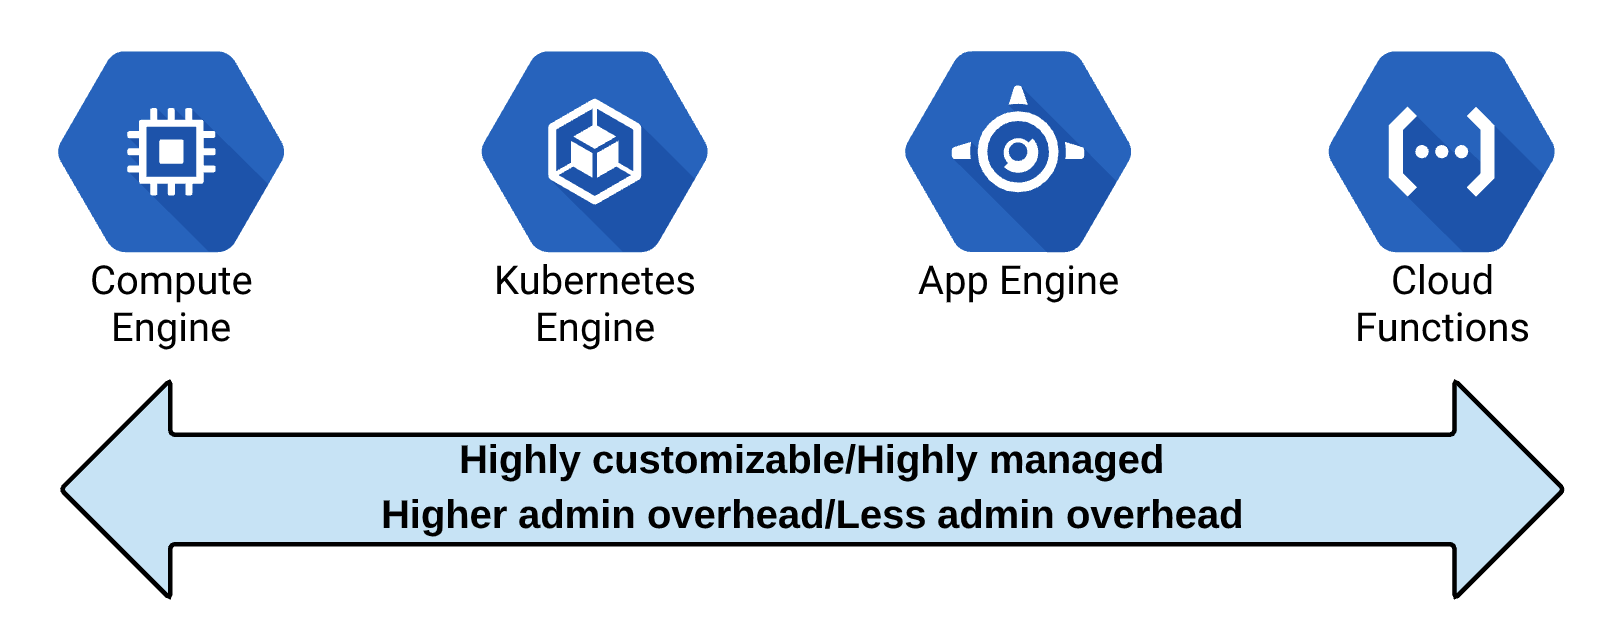 Compute
Engine
Kubernetes
Engine
App Engine
Cloud
Functions
Highly customizable/Highly managed
Higher admin overhead/Less admin overhead